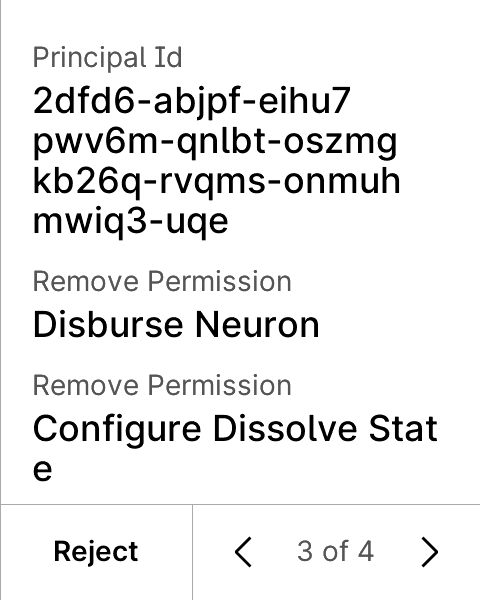 Principal Id
2dfd6-abjpf-eihu7
pwv6m-qnlbt-oszmg
kb26q-rvqms-onmuh
mwiq3-uqe
Remove Permission
Disburse Neuron
Remove Permission
Configure Dissolve Stat
e
Reject
3 of 4